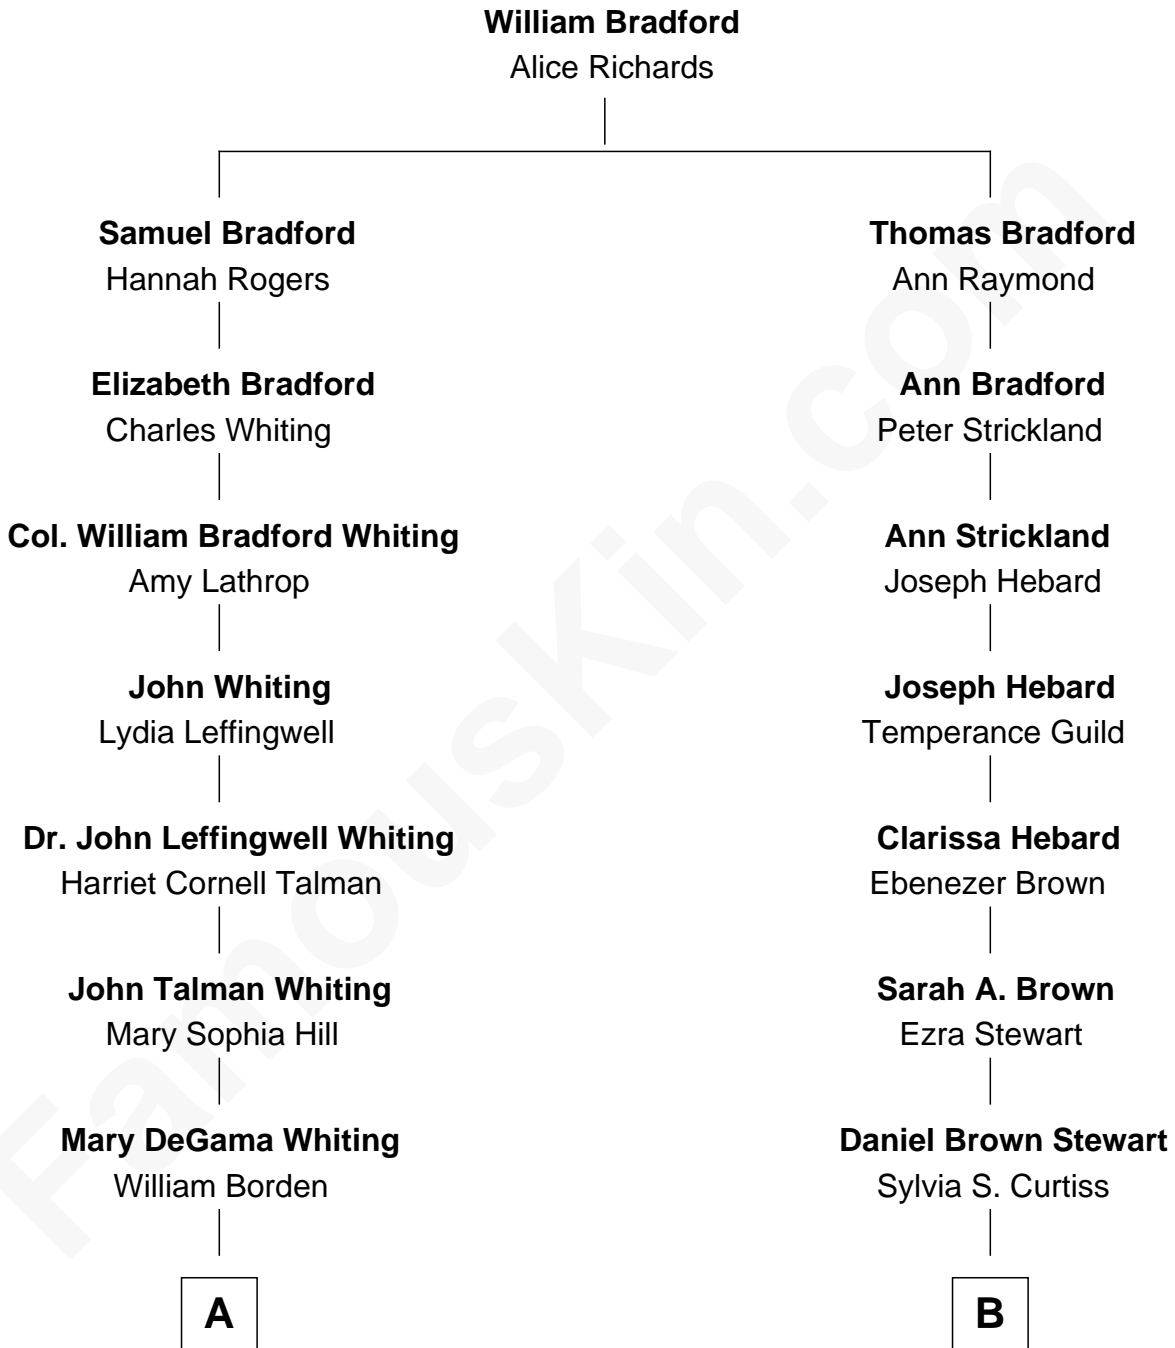 William Bradford
Alice Richards
Samuel Bradford
Hannah Rogers
Thomas Bradford
Ann Raymond
Elizabeth Bradford
Charles Whiting
Ann Bradford
Peter Strickland
Col. William Bradford Whiting
Amy Lathrop
Ann Strickland
Joseph Hebard
John Whiting
Lydia Leffingwell
Joseph Hebard
Temperance Guild
Dr. John Leffingwell Whiting
Harriet Cornell Talman
Clarissa Hebard
Ebenezer Brown
John Talman Whiting
Mary Sophia Hill
Sarah A. Brown
Ezra Stewart
Mary DeGama Whiting
William Borden
Daniel Brown Stewart
Sylvia S. Curtiss
A
B
FamousKin.com